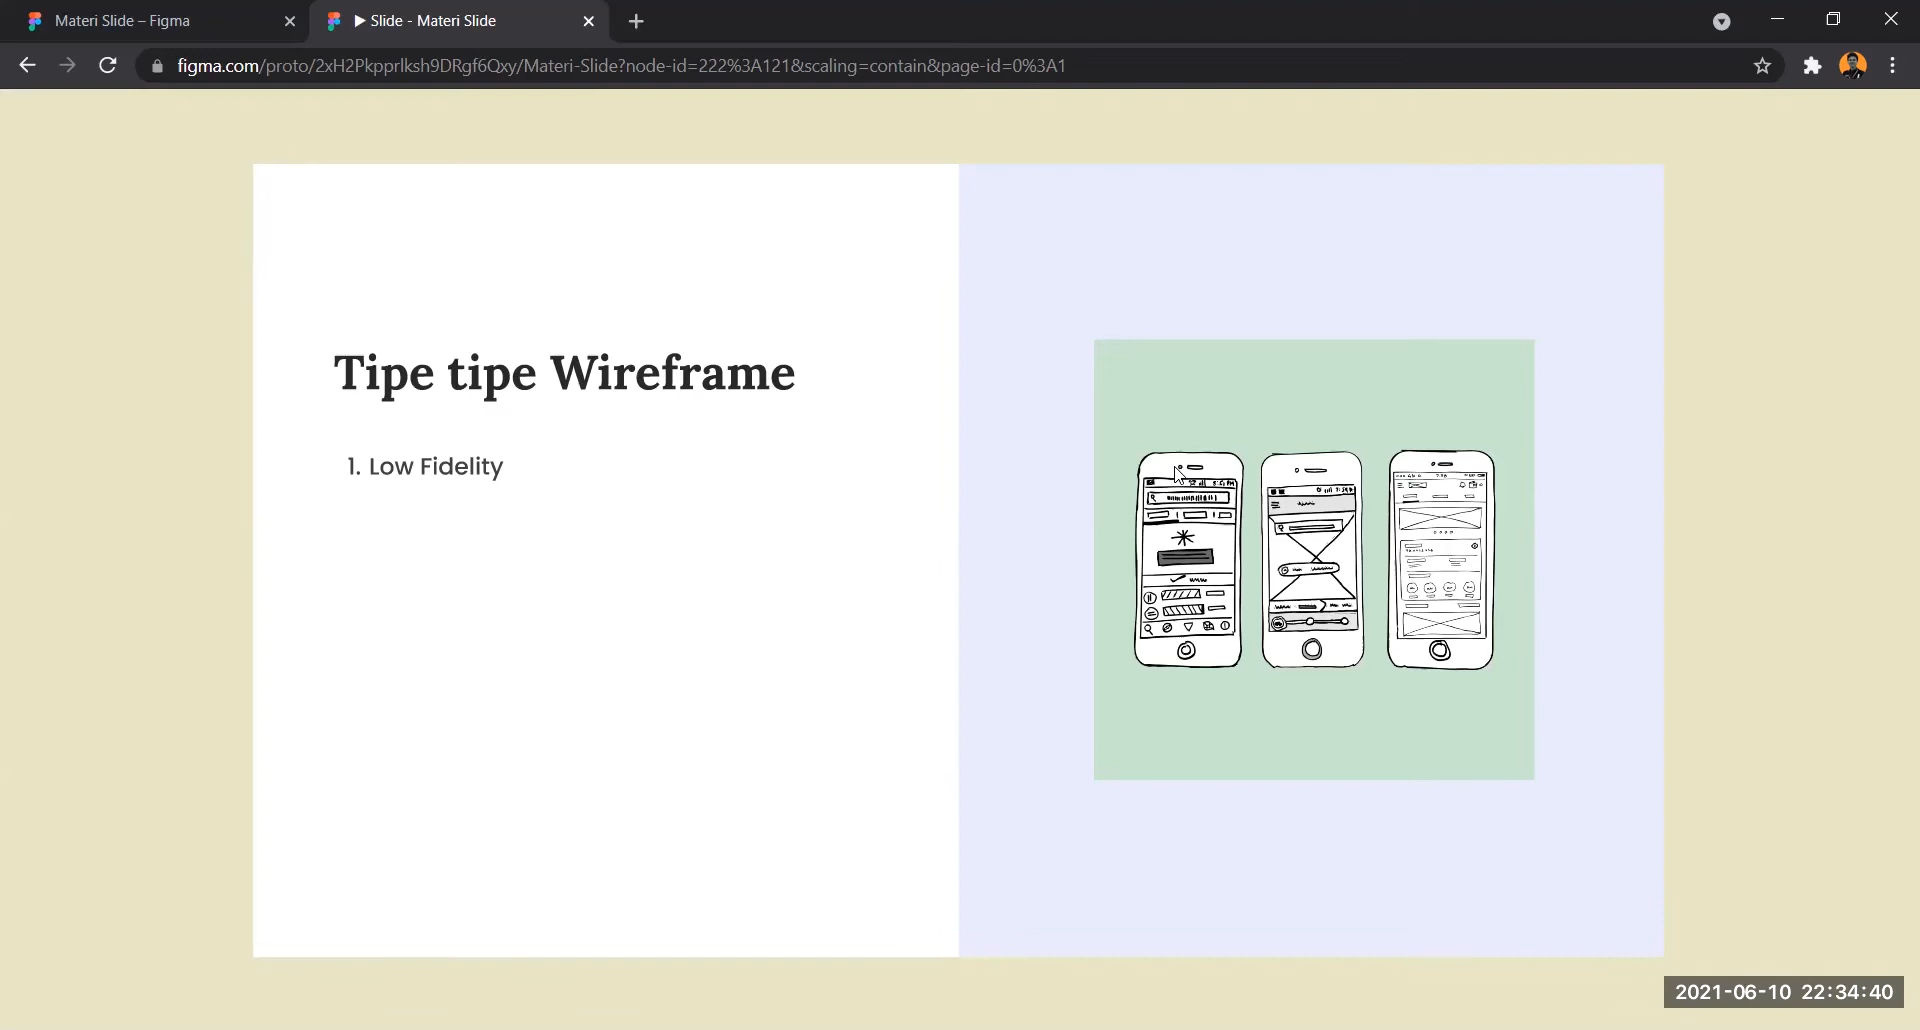 Materi Slide – Figma
▶ Slide - Materi Slide
figma.com/proto/2xH2Pkpprlksh9DRgf6Qxy/Materi-Slide?node-id=222%3A121&scaling=contain&page-id=0%3A1
Tipe tipe Wireframe
1. Low Fidelity
2021-06-10 22:34:40